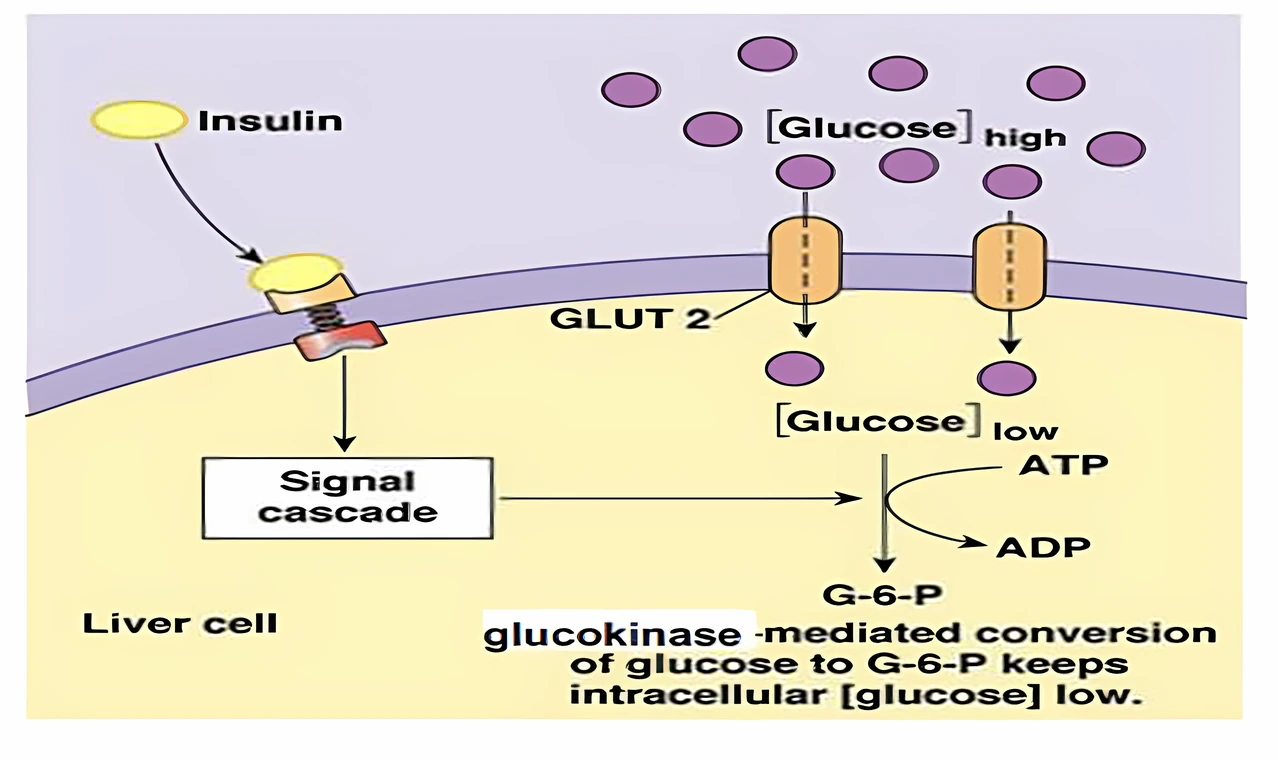 Insulin
[Glucose] high
GLUT 2
[Glucose] low
ATP
Signal
cascade
ADP
G-6-P
Liver cell
glucokinase -mediated conversion
of glucose to G-6-P keeps
intracellular [glucose] low.